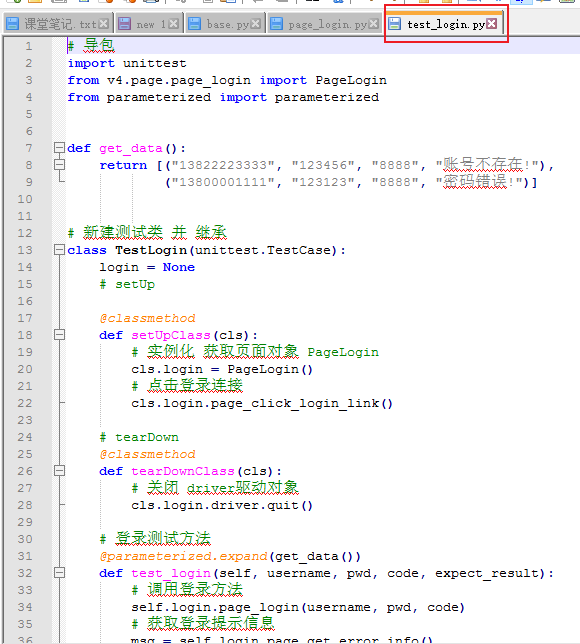 课堂笔记.txt new 1 base.py page_login.py test_login.py
1 # 导包
2 import unittest
3 from v4.page.page_login import PageLogin
4 from parameterized import parameterized
5
6
7 def get_data():
8 return [("13822223333", "123456", "8888", "账号不存在!"),
9 ("13800001111", "123123", "8888", "密码错误!")]
10
11
12 # 新建测试类 并 继承
13 class TestLogin(unittest.TestCase):
14 login = None
15 # setUp
16
17 @classmethod
18 def setUpClass(cls):
19 # 实例化 获取页面对象 PageLogin
20 cls.login = PageLogin()
21 # 点击登录连接
22 cls.login.page_click_login_link()
23
24 # tearDown
25 @classmethod
26 def tearDownClass(cls):
27 # 关闭 driver驱动对象
28 cls.login.driver.quit()
29
30 # 登录测试方法
31 @parameterized.expand(get_data())
32 def test_login(self, username, pwd, code, expect_result):
33 # 调用登录方法
34 self.login.page_login(username, pwd, code)
35 # 获取登录提示信息
36 msg = self.login.page_get_error_info()